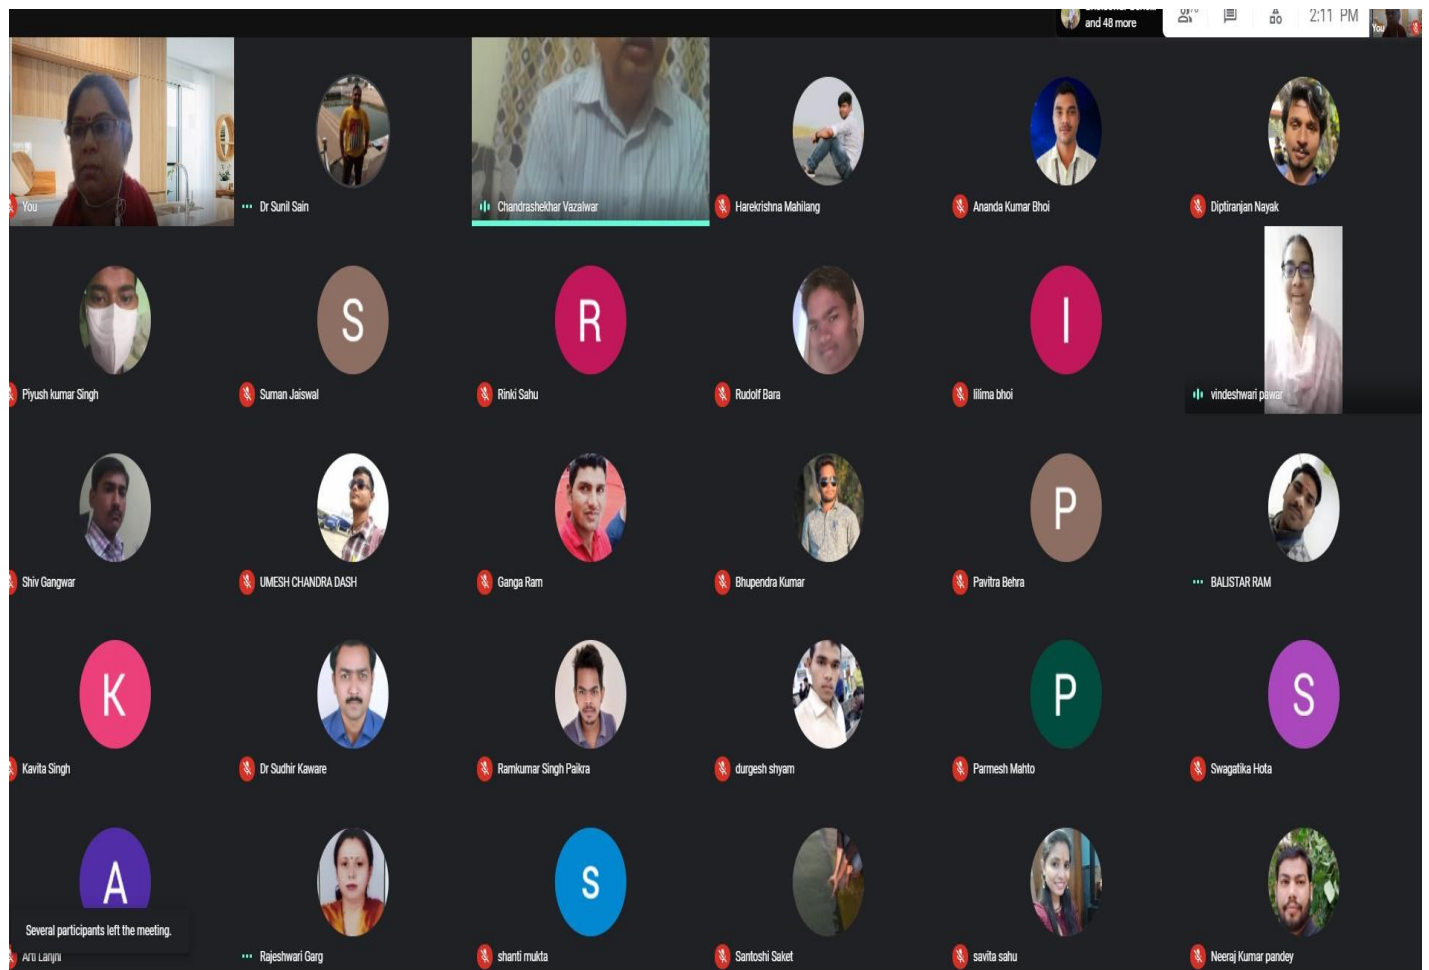 and 48 more
2:11 PM
You
You
Dr Sunil Sain
Chandrashekhar Vazalwar
Harekrishna Mahilang
Ananda Kumar Bhoi
Diptiranjan Nayak
S
R
I
Piyush kumar Singh
Suman Jaiswal
Rinki Sahu
Rudolf Bara
lilima bhoi
vindeshwari pawar
P
Shiv Gangwar
UMESH CHANDRA DASH
Ganga Ram
Bhupendra Kumar
Pavitra Behra
BALISTAR RAM
K
P
S
Kavita Singh
Dr Sudhir Kaware
Ramkumar Singh Paikra
durgesh shyam
Parmesh Mahto
Swagatika Hota
A
s
Several participants left the meeting.
Arti Lanjhi
Rajeshwari Garg
shanti mukta
Santoshi Saket
savita sahu
Neeraj Kumar pandey